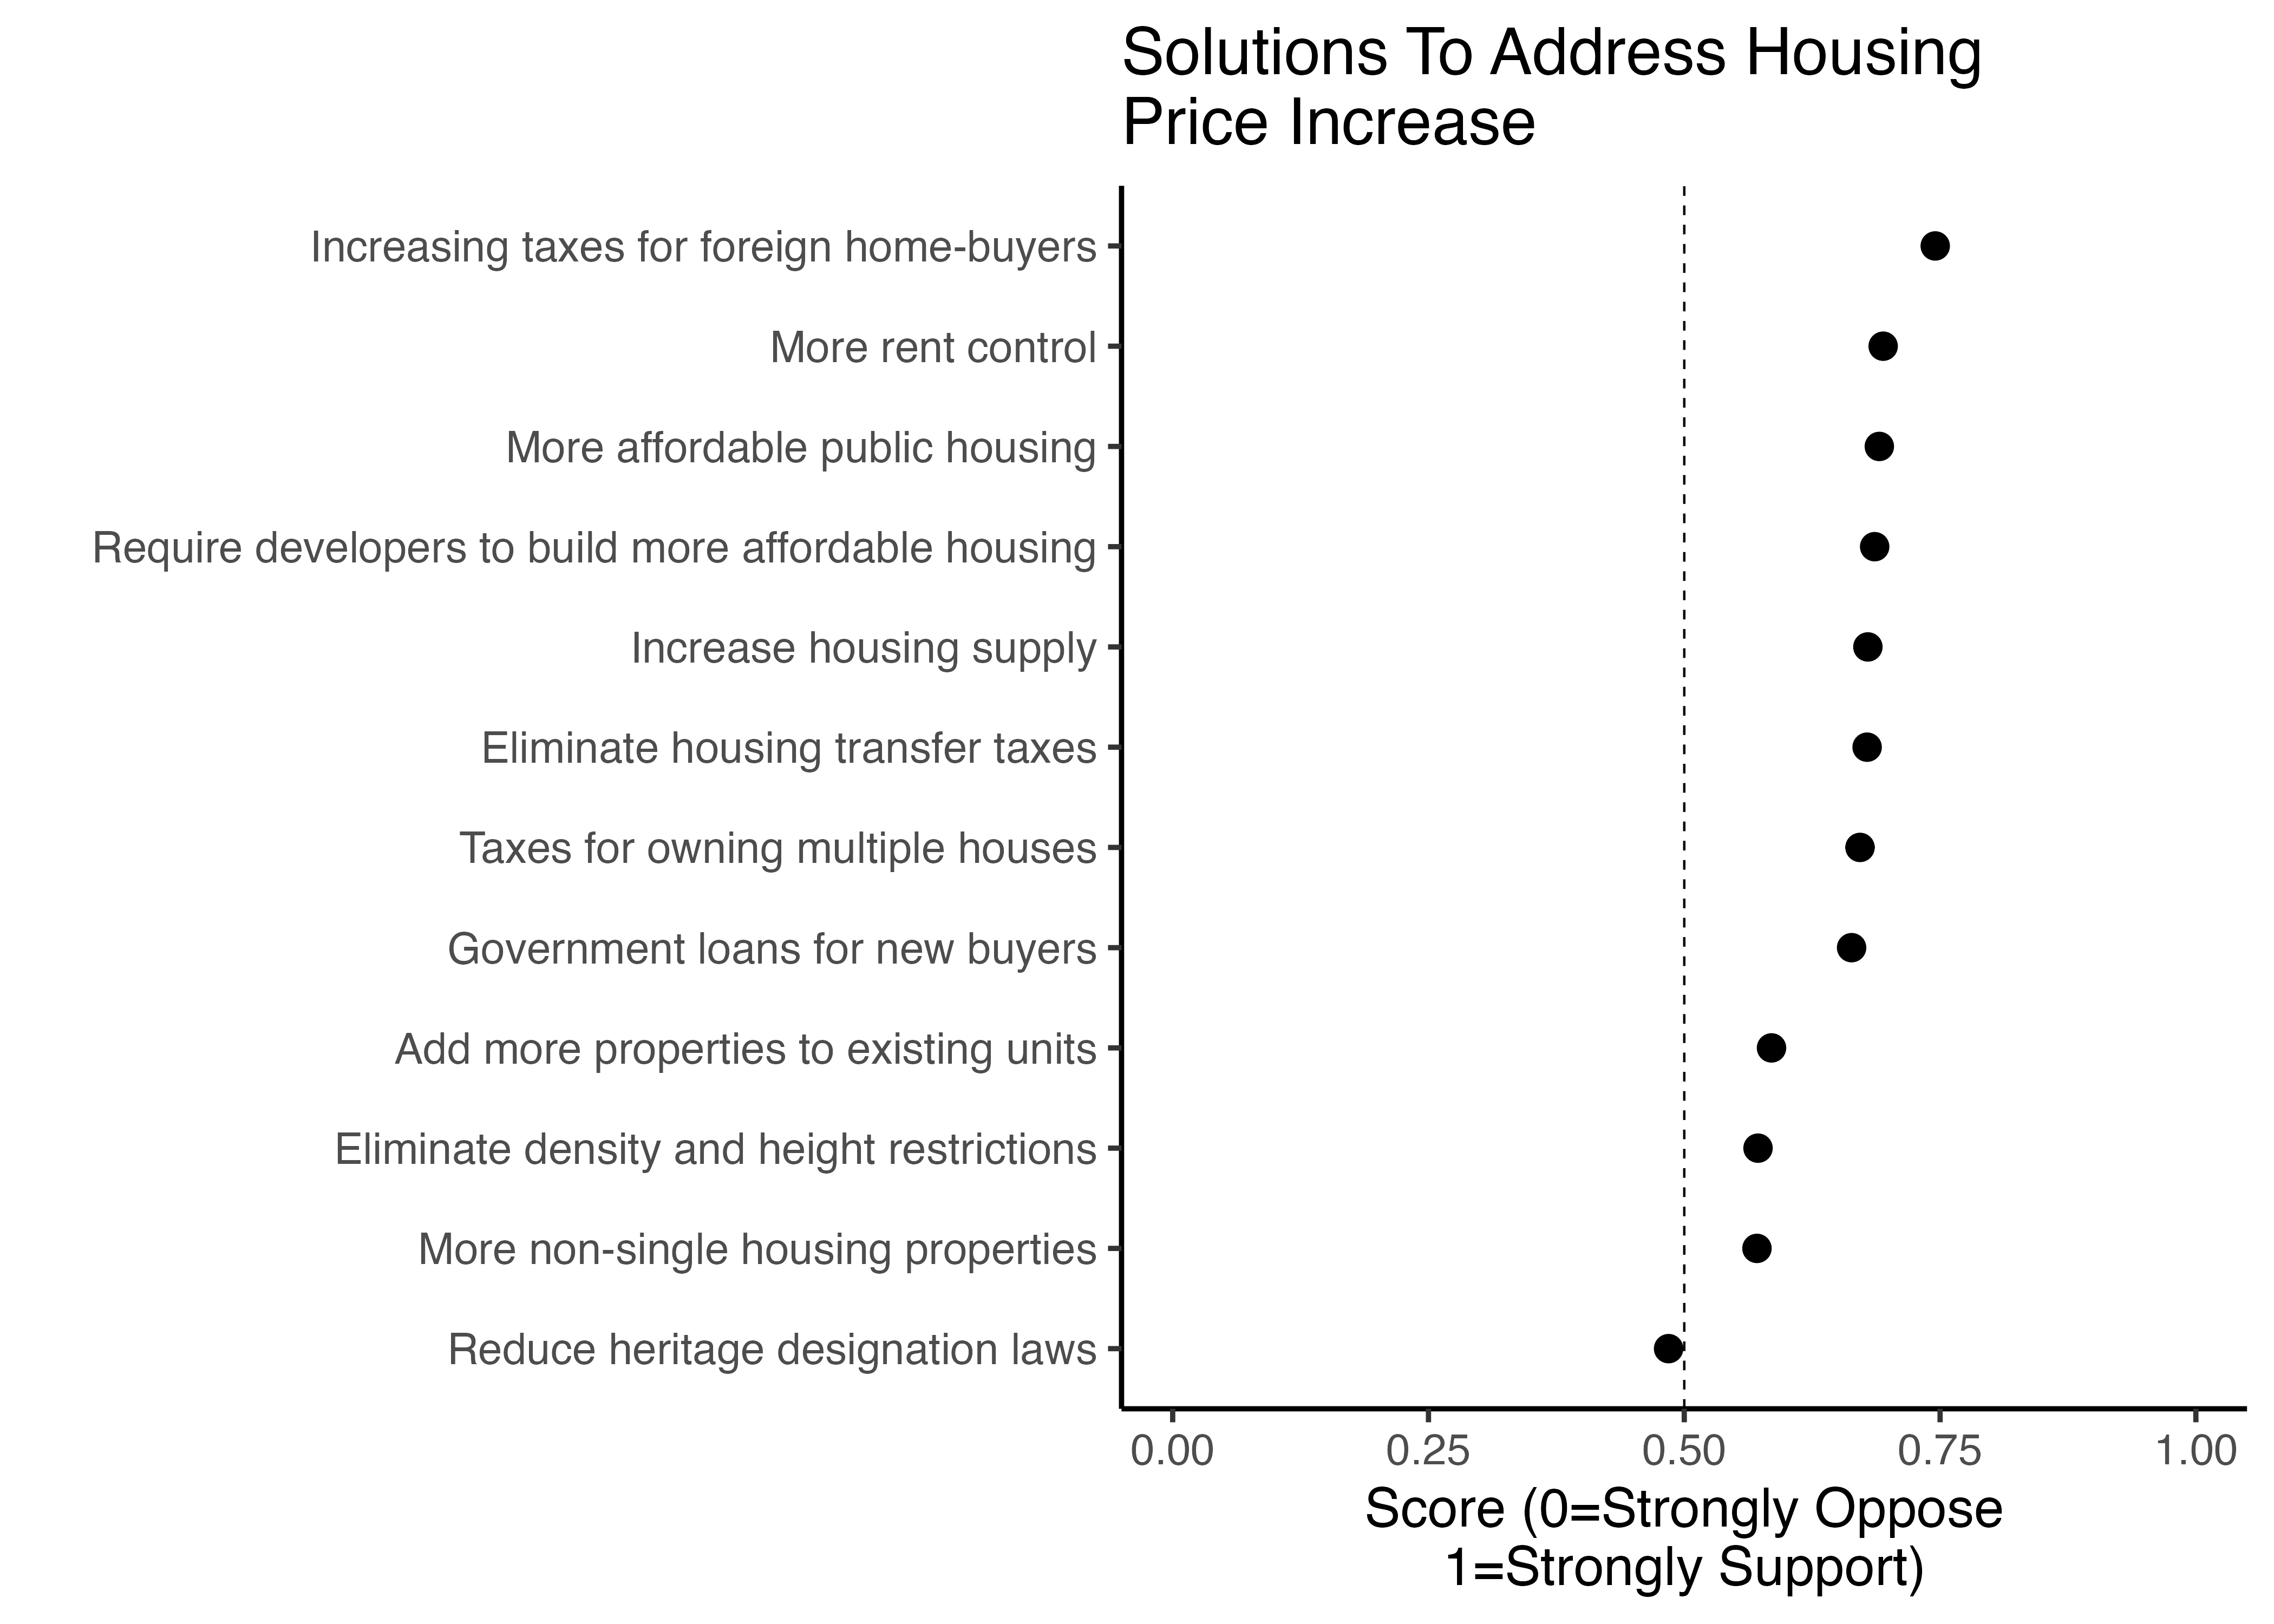 Solutions To Address Housing
Price Increase
Increasing taxes for foreign home-buyers
More rent control
More affordable public housing
Require developers to build more affordable housing
Increase housing supply
Eliminate housing transfer taxes
Taxes for owning multiple houses
Government loans for new buyers
Add more properties to existing units
Eliminate density and height restrictions
More non-single housing properties
Reduce heritage designation laws
0.00 0.25 0.50 0.75 1.00
Score (0=Strongly Oppose
1=Strongly Support)